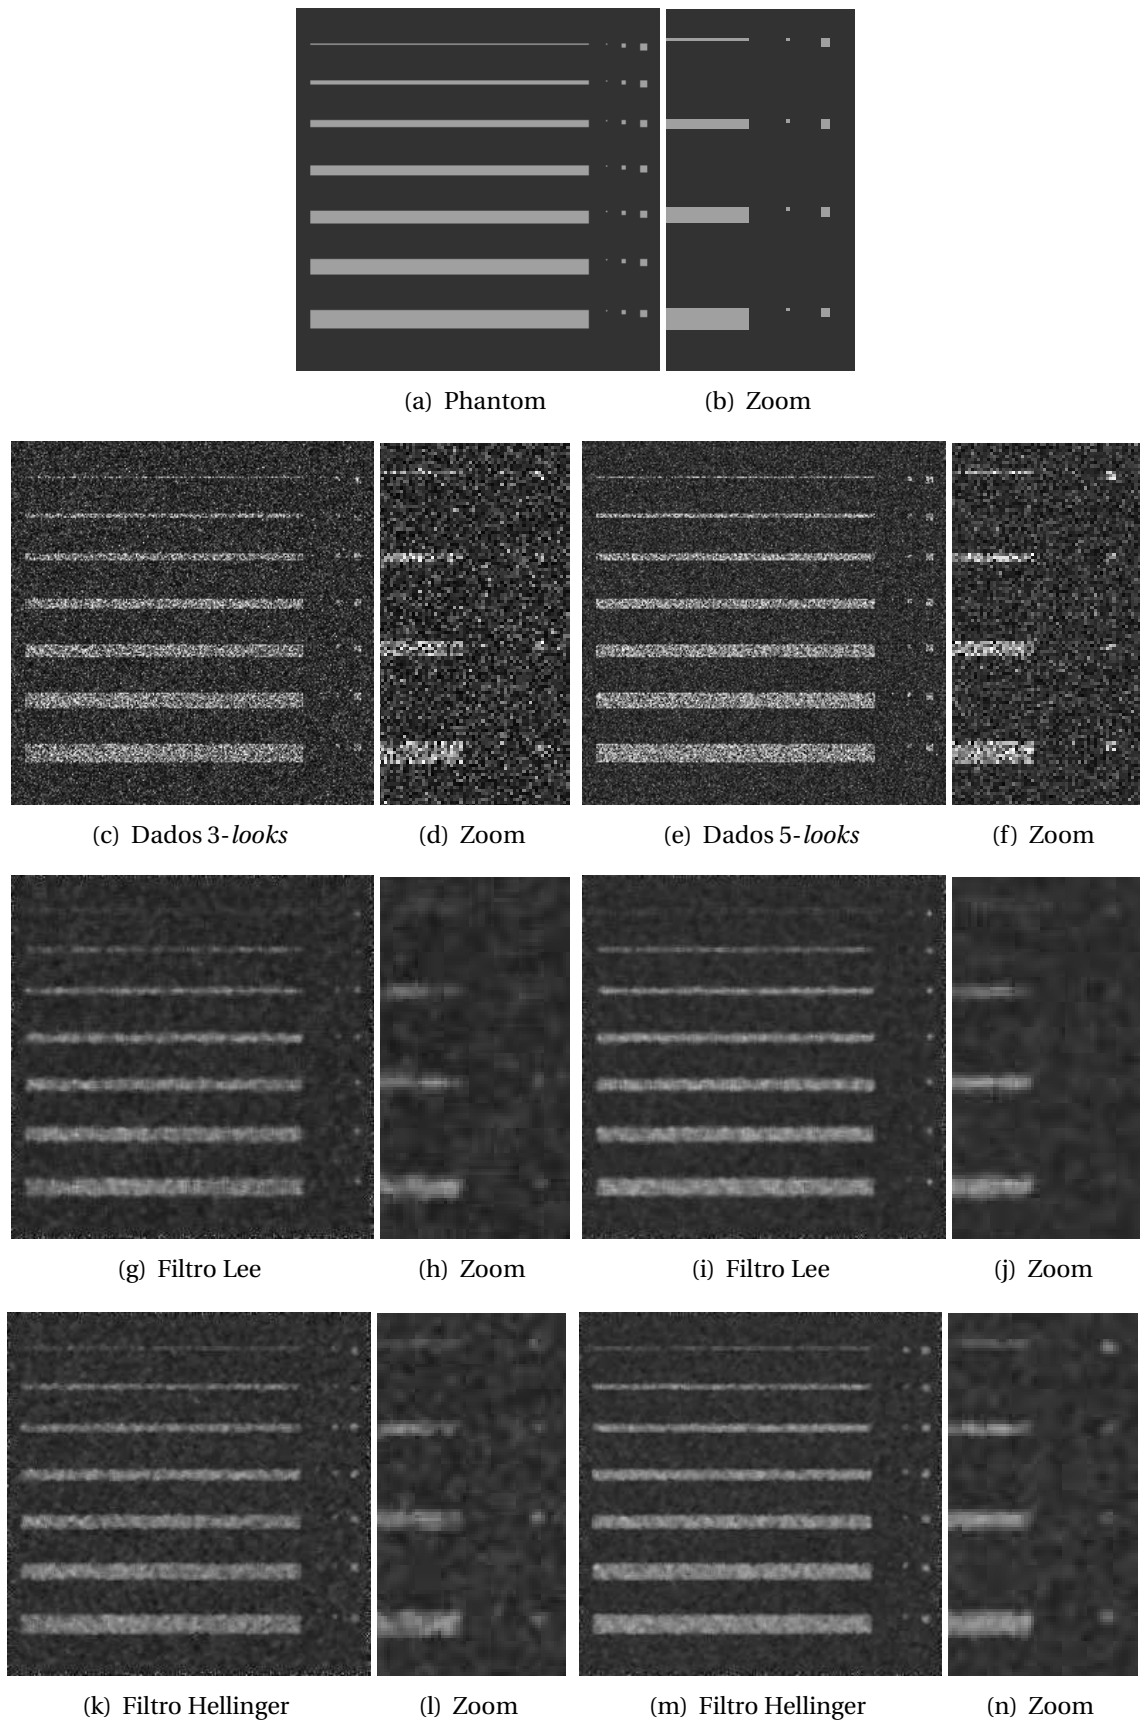 (a) Phantom (b) Zoom
(c) Dados 3-looks (d) Zoom (e) Dados 5-looks (f) Zoom
(g) Filtro Lee (h) Zoom (i) Filtro Lee (j) Zoom
(k) Filtro Hellinger (l) Zoom (m) Filtro Hellinger (n) Zoom